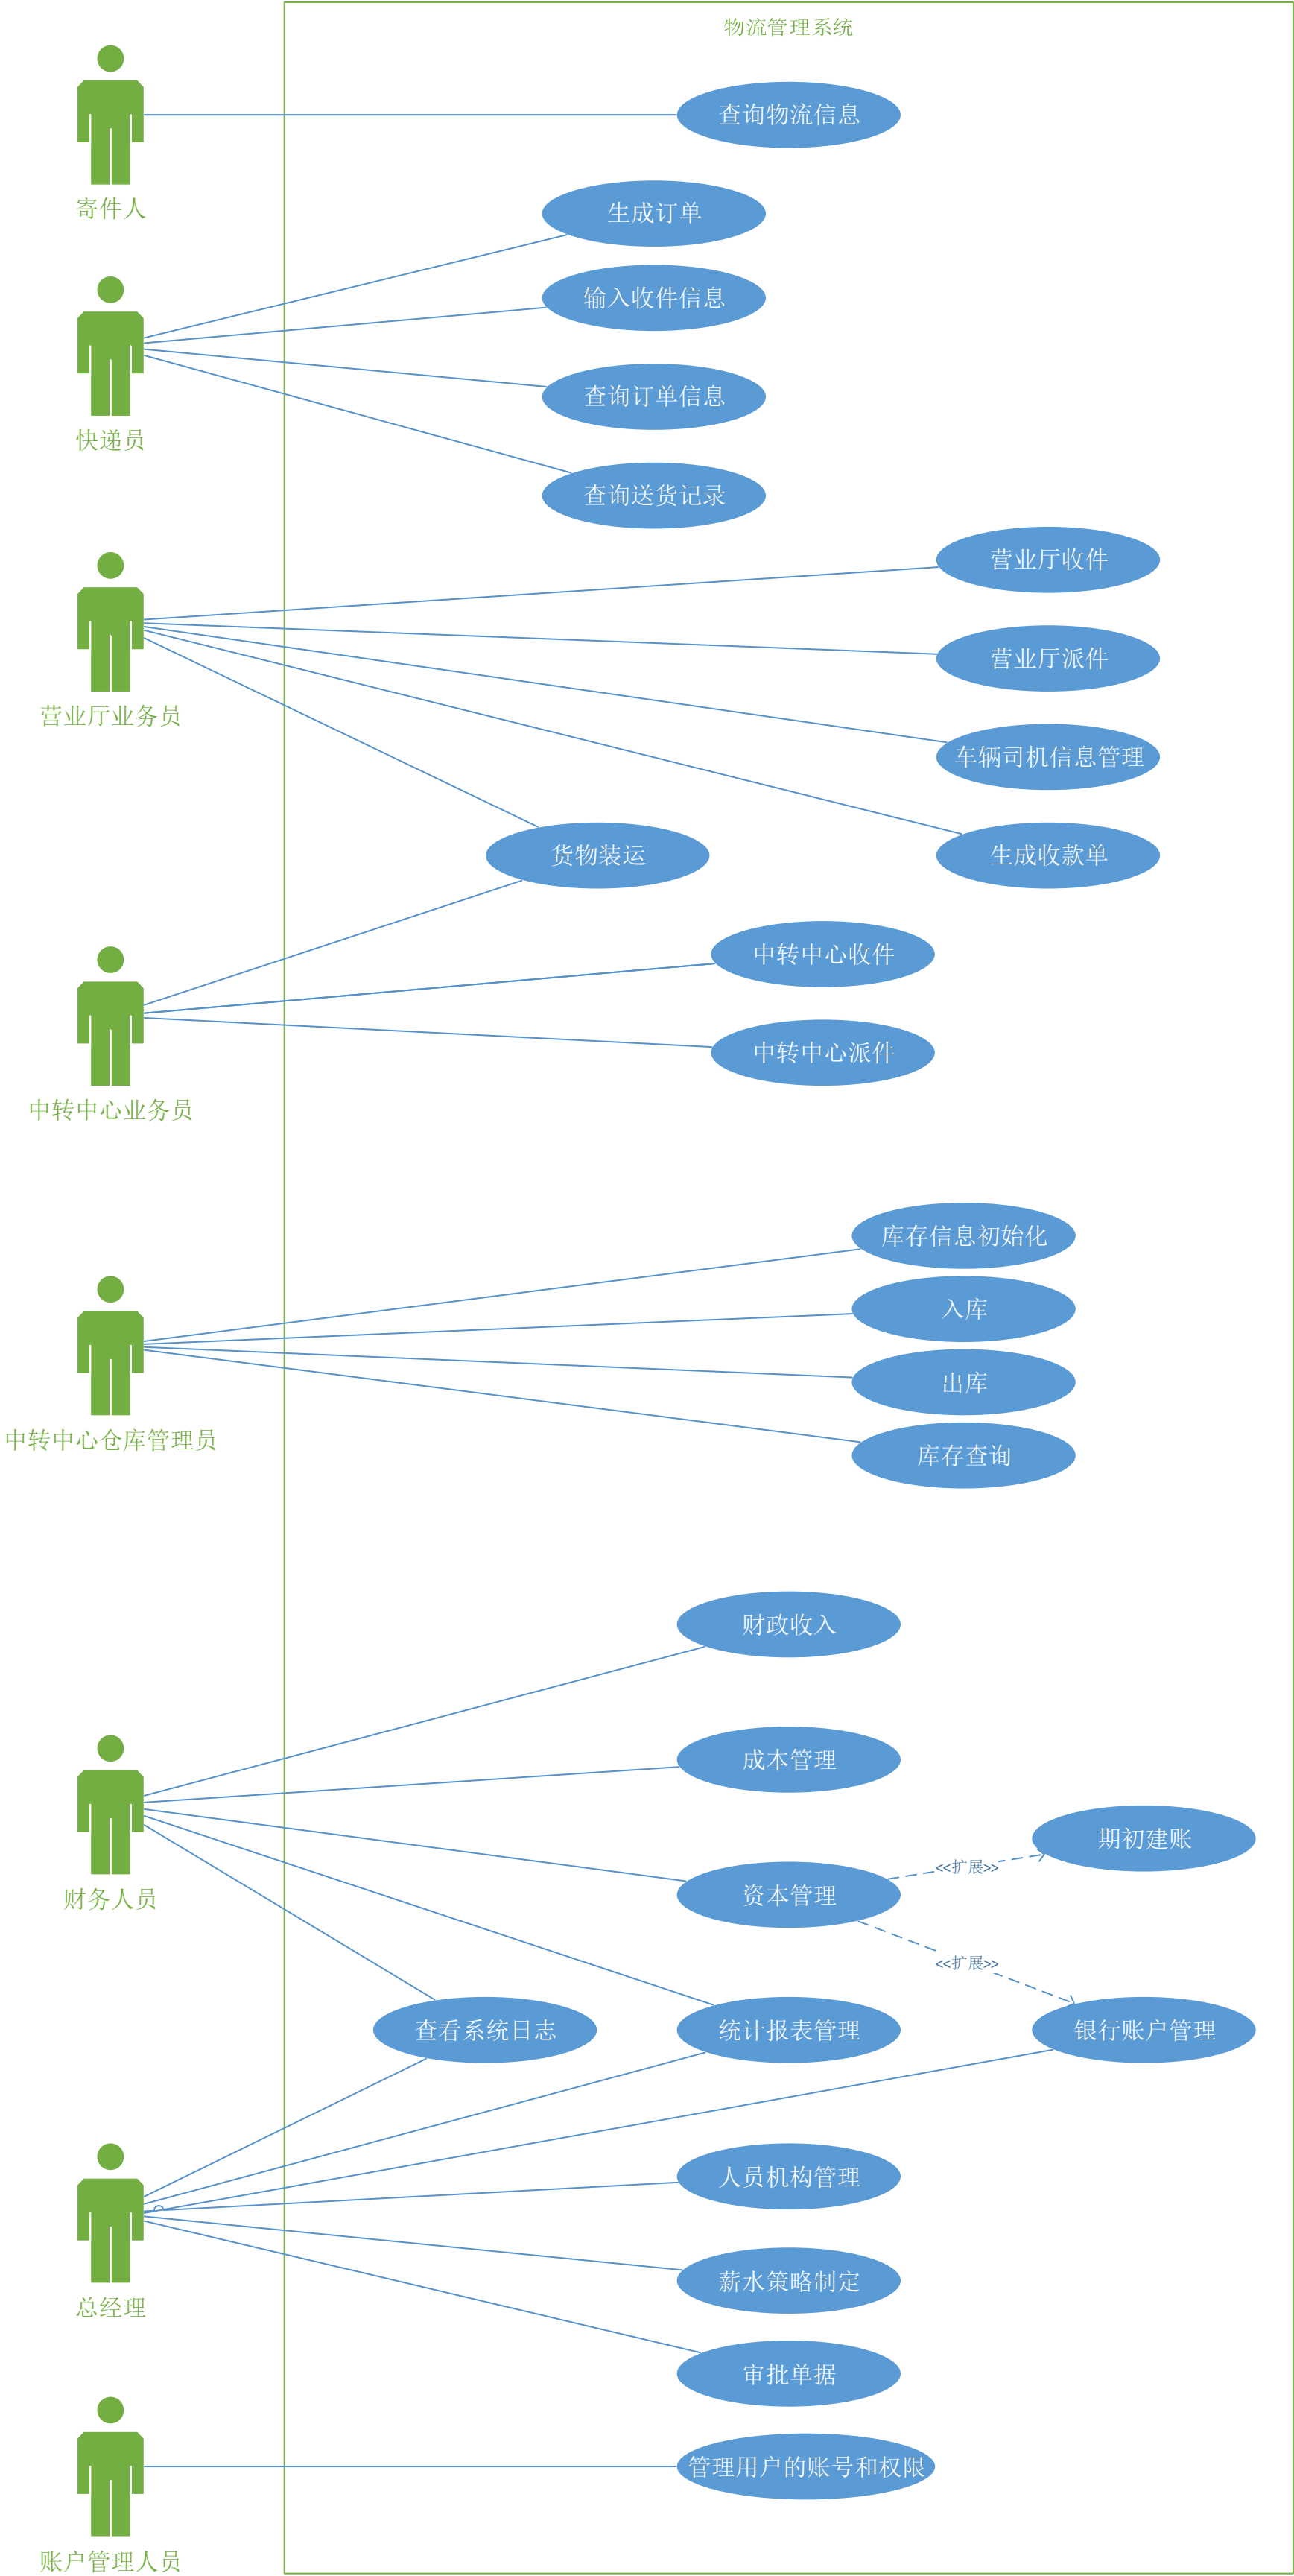 物流管理系统
查询物流信息
寄件人
生成订单
输入收件信息
查询订单信息
快递员
查询送货记录
营业厅收件
营业厅派件
营业厅业务员
车辆司机信息管理
货物装运
生成收款单
中转中心收件
中转中心派件
中转中心业务员
库存信息初始化
入库
出库
中转中心仓库管理员
库存查询
财政收入
成本管理
期初建账
<<扩展>>
资本管理
财务人员
<<扩展>>
查看系统日志
统计报表管理
银行账户管理
人员机构管理
薪水策略制定
总经理
审批单据
管理用户的账号和权限
账户管理人员